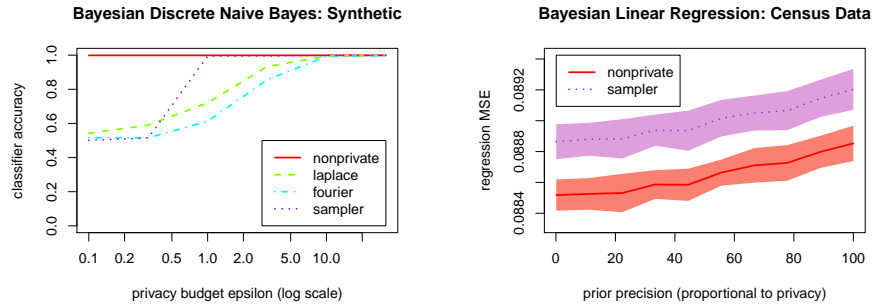 Bayesian Discrete Naive Bayes: Synthetic
classifier accuracy
1.0
0.8
0.6
0.4
0.2
0.0
nonprivate
laplace
fourier
sampler
0.1 0.2 0.5 1.0 2.0 5.0 10.0
privacy budget epsilon (log scale)
Bayesian Linear Regression: Census Data
regression MSE
0.0892
0.0888
0.0884
nonprivate
sampler
0 20 40 60 80 100
prior precision (proportional to privacy)